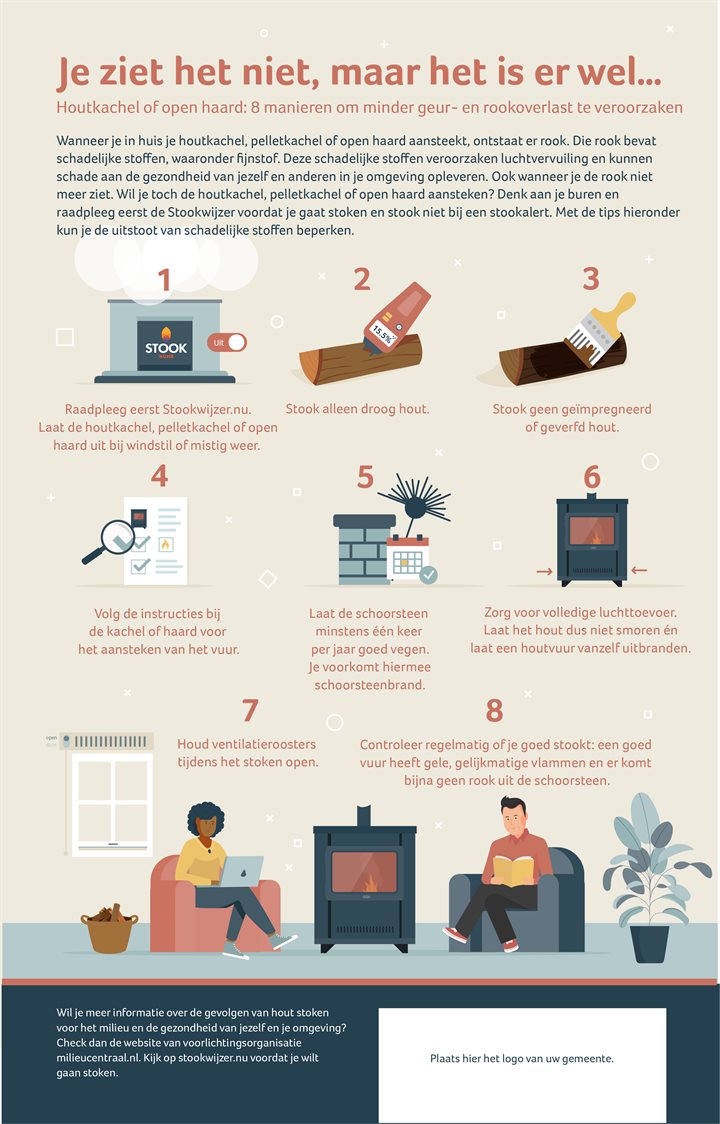 Je ziet het niet, maar het is er wel...
Houtkachel of open haard: 8 manieren om minder geur- en rookoverlast te veroorzaken
Wanneer je in huis je houtkachel, pelletkachel of open haard aansteekt, ontstaat er rook. Die rook bevat
schadelijke stoffen, waaronder fijnstof. Deze schadelijke stoffen veroorzaken luchtvervuiling en kunnen
schade aan de gezondheid van jezelf en anderen in je omgeving opleveren. Ook wanneer je de rook niet
meer ziet. Wil je toch de houtkachel, pelletkachel of open haard aansteken? Denk aan je buren en
raadpleeg eerst de Stookwijzer voordat je gaat stoken en stook niet bij een stookalert. Met de tips hieronder
kun je de uitstoot van schadelijke stoffen beperken.
1
STOOK
WIJZER
Uit
Raadpleeg eerst Stookwijzer.nu.
Laat de houtkachel, pelletkachel of open
haard uit bij windstil of mistig weer.
2
15.5%
Stook alleen droog hout.
3
Stook geen geïmpregneerd
of geverfd hout.
4
Volg de instructies bij
de kachel of haard voor
het aansteken van het vuur.
5
Laat de schoorsteen
minstens één keer
per jaar goed vegen.
Je voorkomt hiermee
schoorsteenbrand.
6
Zorg voor volledige luchttoevoer.
Laat het hout dus niet smoren én
laat een houtvuur vanzelf uitbranden.
7
open
Houd ventilatieroosters
tijdens het stoken open.
8
Controleer regelmatig of je goed stookt: een goed
vuur heeft gele, gelijkmatige vlammen en er komt
bijna geen rook uit de schoorsteen.
Wil je meer informatie over de gevolgen van hout stoken
voor het milieu en de gezondheid van jezelf en je omgeving?
Check dan de website van voorlichtingsorganisatie
milieucentraal.nl. Kijk op stookwijzer.nu voordat je wilt
gaan stoken.
Plaats hier het logo van uw gemeente.